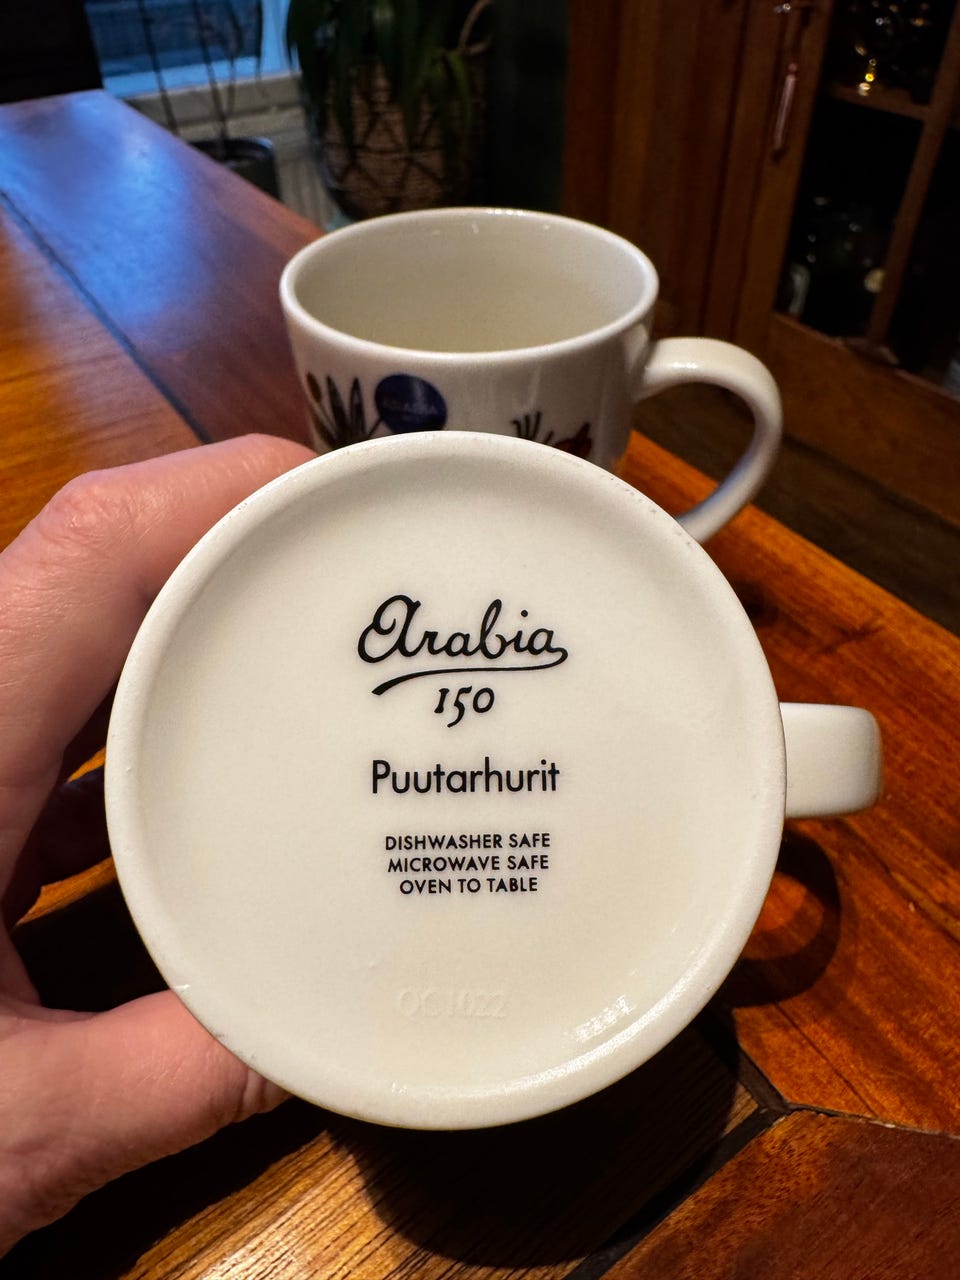 Arabia
150
Puutarhurit
DISHWASHER SAFE
MICROWAVE SAFE
OVEN TO TABLE